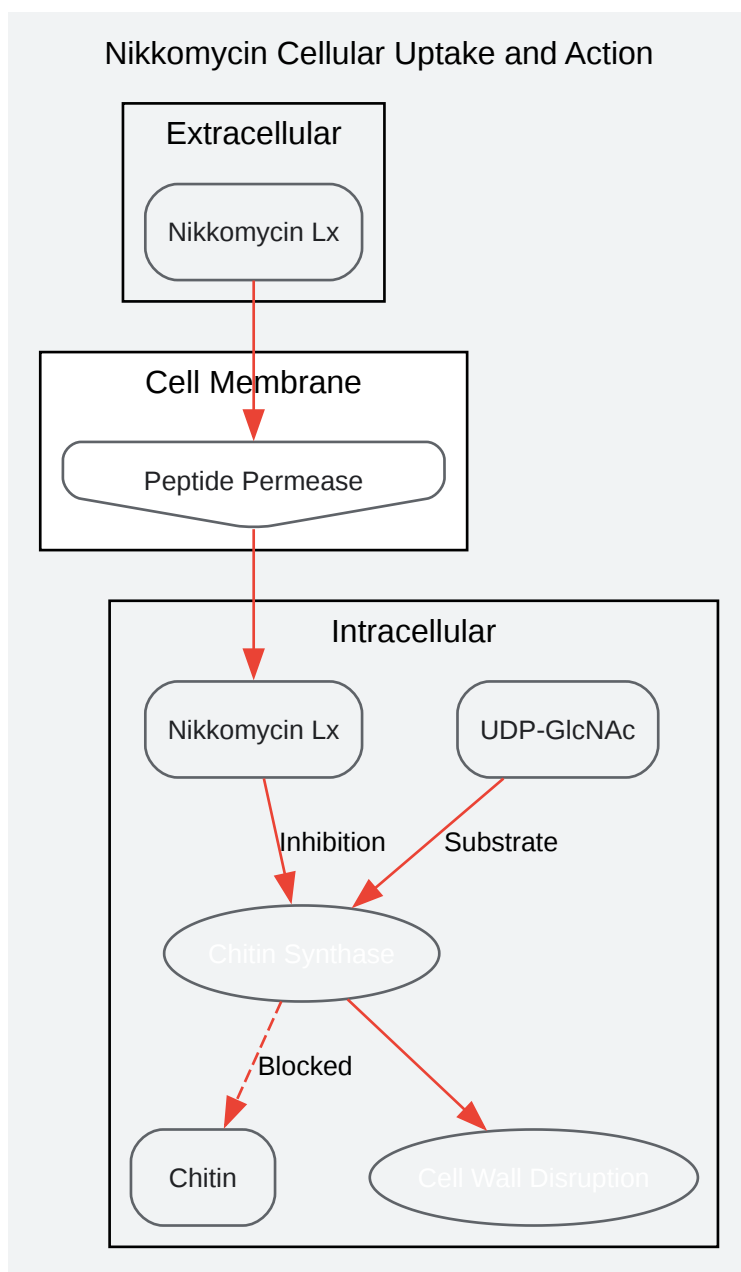 Nikkomycin Cellular Uptake and Action
Extracellular
Nikkomycin Lx
Cell Membrane
Peptide Permease
Intracellular
Nikkomycin Lx
UDP-GlcNAc
Inhibition
Substrate
Chitin Synthase
Blocked
Chitin
Cell Wall Disruption